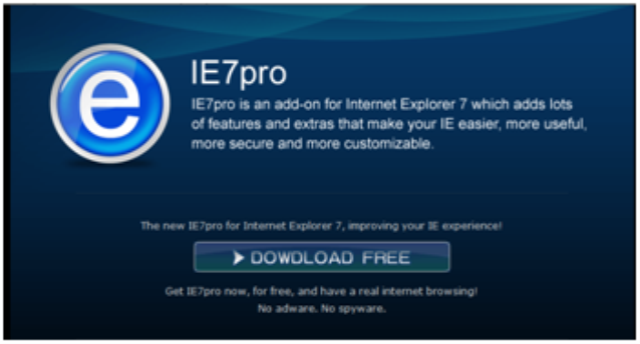 e
IE7pro
IE7pro is an add-on for Internet Explorer 7 which adds lots
of features and extras that make your IE easier, more useful,
more secure and more customizable.
The new IE7pro for Internet Explorer 7, improving your IE experience!
DOWDLOAD FREE
Get IE7pro now, for free, and have a real internet browsing!
No adware. No spyware.